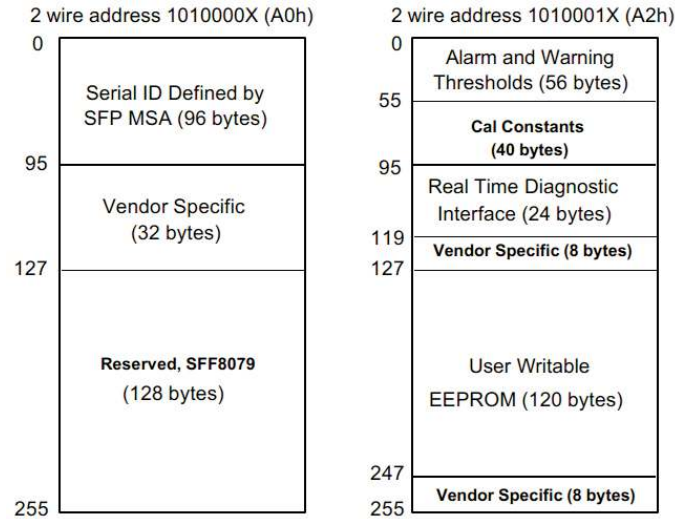 2 wire address 1010000X (A0h)
0
Serial ID Defined by
SFP MSA (96 bytes)
95
Vendor Specific
(32 bytes)
127
Reserved, SFF8079
(128 bytes)
255
2 wire address 1010001X (A2h)
0
Alarm and Warning
Thresholds (56 bytes)
55
Cal Constants
(40 bytes)
95
Real Time Diagnostic
Interface (24 bytes)
119
Vendor Specific (8 bytes)
127
User Writable
EEPROM (120 bytes)
247
Vendor Specific (8 bytes)
255